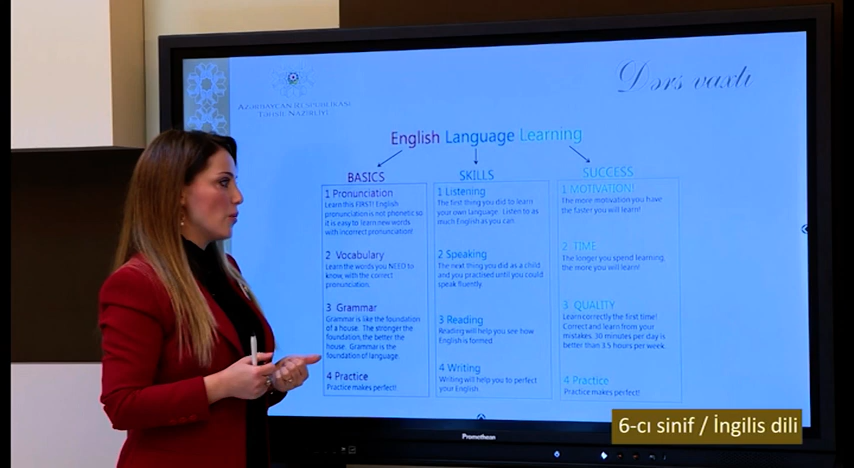 Dərs vaxtı
AZƏRBAYCAN RESPUBLİKASI
TƏHSİL NAZİRLİYİ
English Language Learning
BASICS
1 Pronunciation
Learn this FIRST! English
pronunciation is not phonetic so
it is easy to learn new words
with incorrect pronunciation!
2 Vocabulary
Learn the words you NEED to
know, with the correct
pronunciation.
3 Grammar
Grammar is like the foundation
of a house. The stronger the
foundation, the better the
house. Grammar is the
foundation of language.
4 Practice
Practice makes perfect!
SKILLS
1 Listening
The first thing you did to learn
your own language. Listen to as
much English as you can.
2 Speaking
The next thing you did as a child
and you practised until you could
speak fluently.
3 Reading
Reading will help you see how
English is formed
4 Writing
Writing will help you to perfect
your English.
SUCCESS
1 MOTIVATION!
The more motivation you have
the faster you will learn!
2 TIME
The longer you spend learning,
the more you will learn!
3 QUALITY
Learn correctly the first time!
Correct and learn from your
mistakes. 30 minutes per day is
better than 3.5 hours per week.
4 Practice
Practice makes perfect!
Promethean
6-cı sinif / İngilis dili